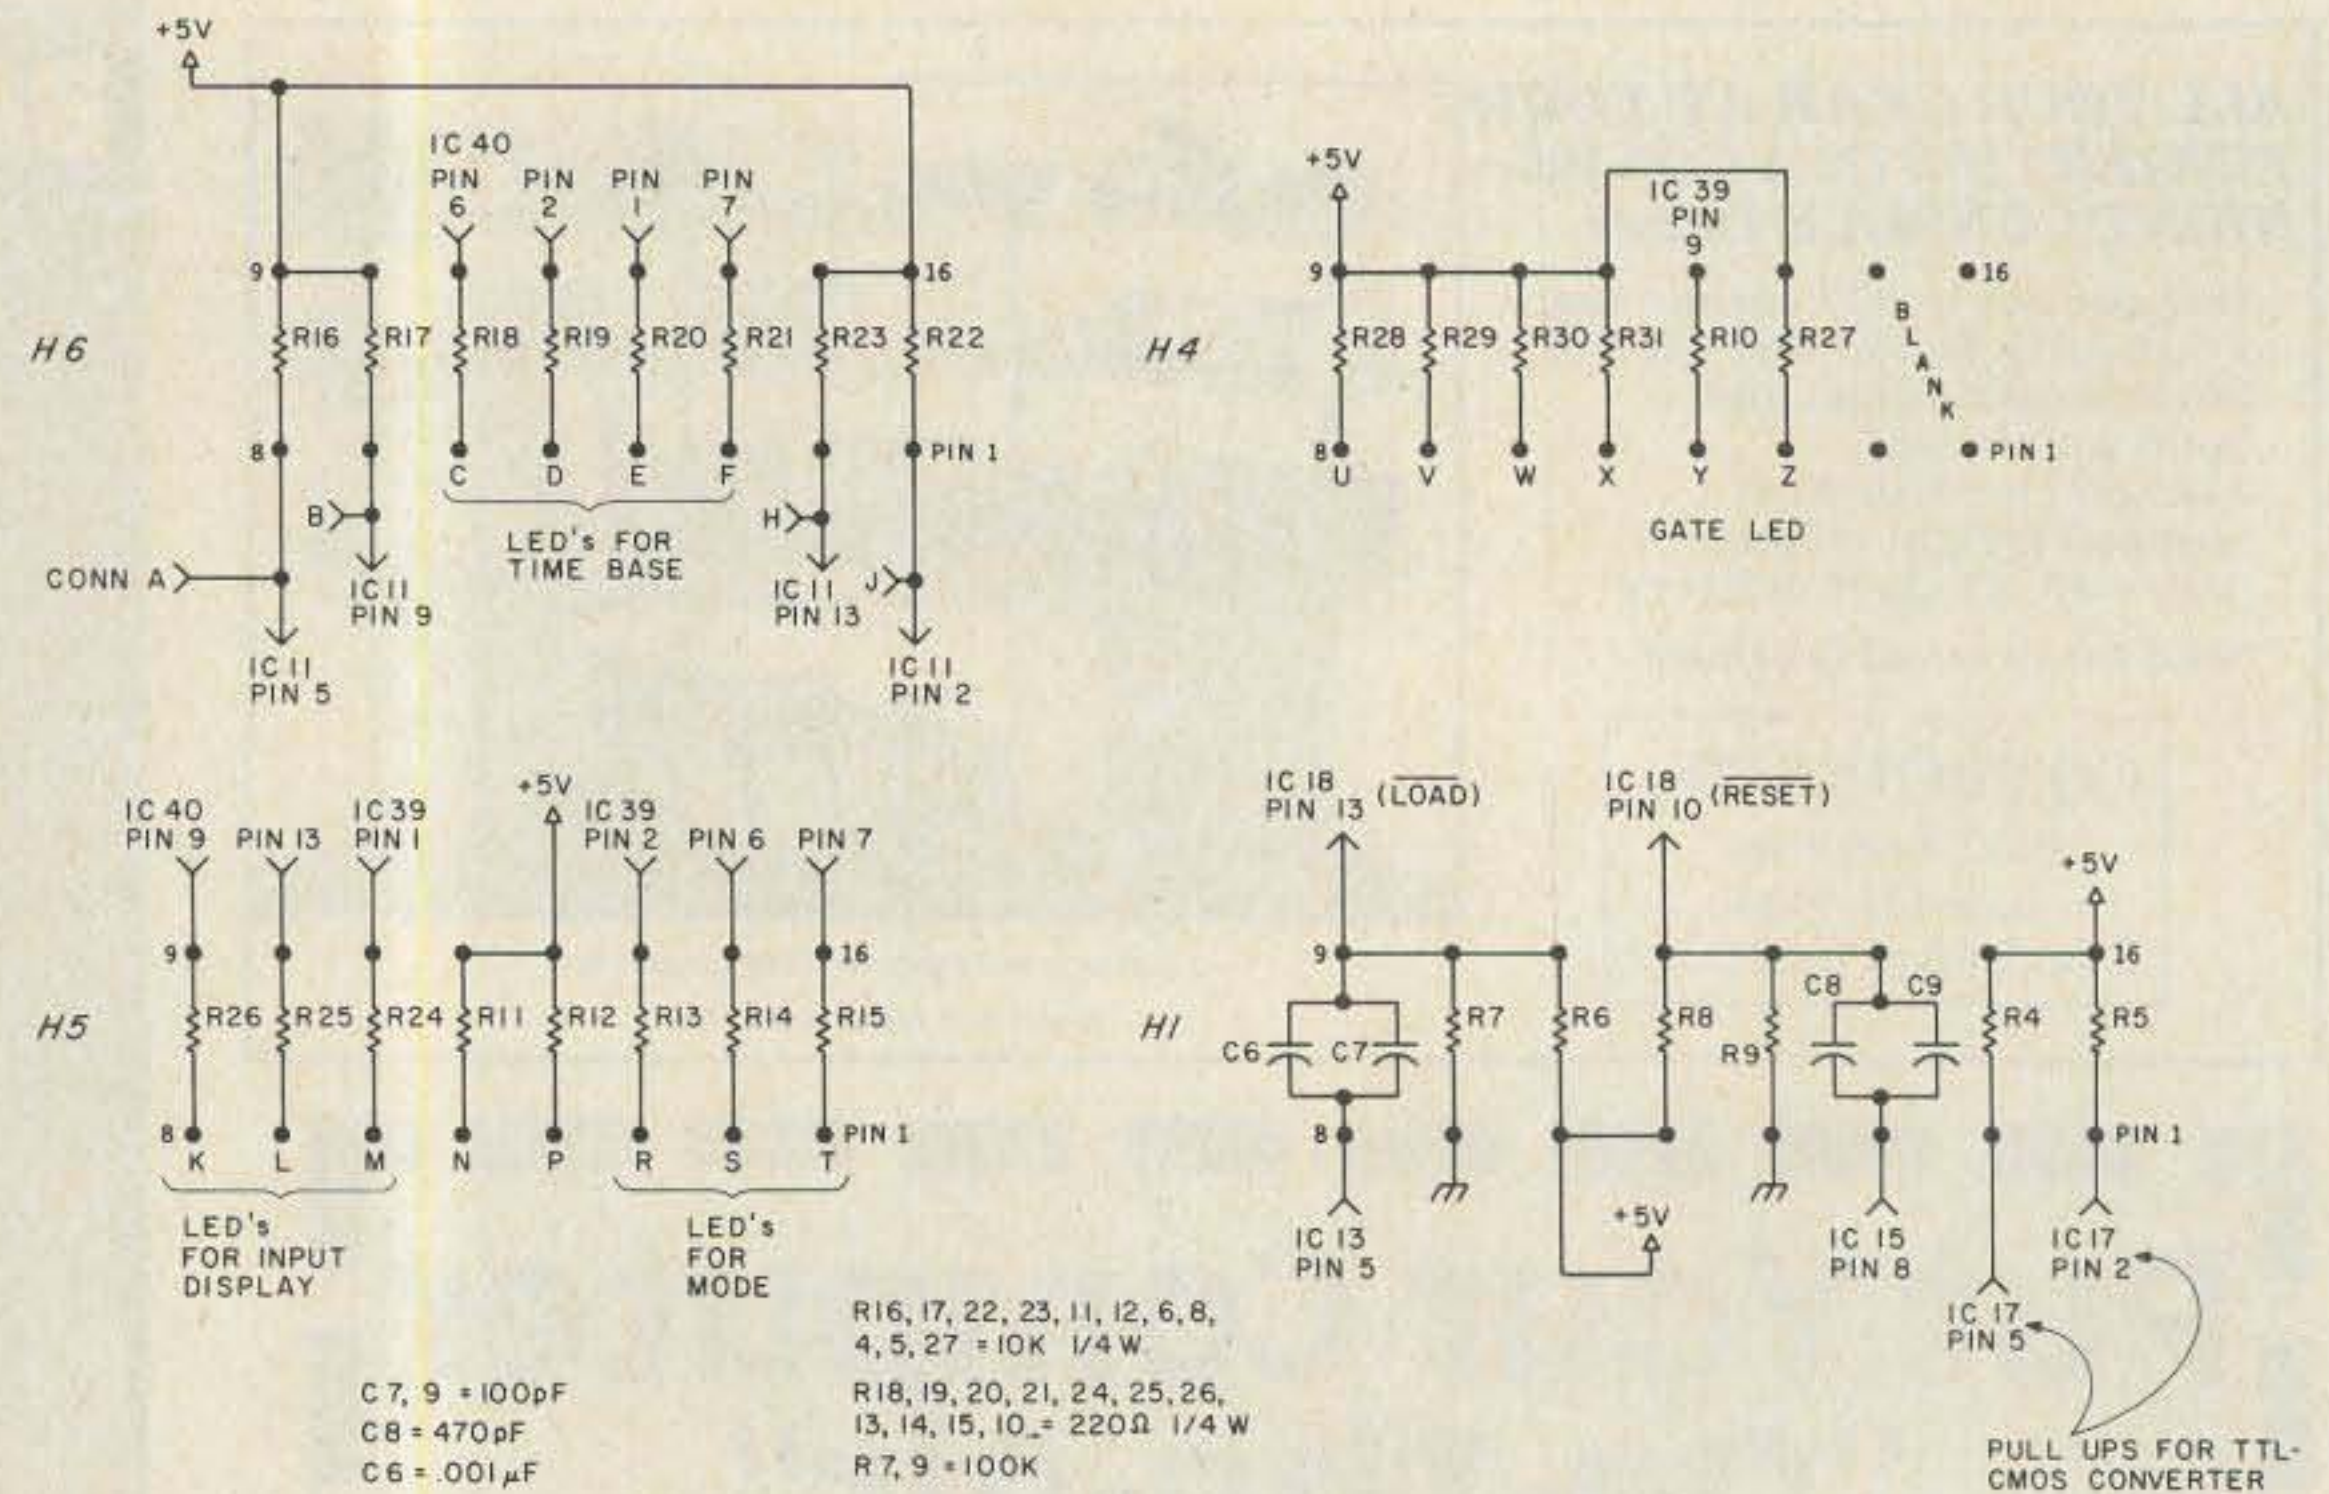 +5V
IC 40
PIN 6
PIN 2
PIN 1
PIN 7
9
16
H6
R16
R17
R18
R19
R20
R21
R23
R22
8
C
D
E
F
PIN 1
B
H
LED's FOR
TIME BASE
CONN A
IC 11
PIN 9
IC 11
PIN 13
J
IC 11
PIN 5
IC 11
PIN 2
+5V
IC 39
PIN
9
9
16
H4
R28
R29
R30
R31
R10
R27
BLANK
8
U
V
W
X
Y
Z
PIN 1
GATE LED
IC 40
PIN 9
PIN 13
IC 39
PIN 1
+5V
IC 39
PIN 2
PIN 6
PIN 7
9
16
H5
R26
R25
R24
R11
R12
R13
R14
R15
8
K
L
M
N
P
R
S
T
PIN 1
LED's
FOR INPUT
DISPLAY
LED's
FOR
MODE
IC 18
PIN 13 (LOAD)
IC 18
PIN 10 (RESET)
+5V
9
16
H1
C6
C7
R7
R6
R8
R9
C8
C9
R4
R5
8
PIN 1
IC 13
PIN 5
+5V
IC 15
PIN 8
IC 17
PIN 2
IC 17
PIN 5
PULL UPS FOR TTL-
CMOS CONVERTER
C 7, 9 = 100pF
C8 = 470pF
C6 = .001µF
R16, 17, 22, 23, 11, 12, 6, 8,
4, 5, 27 = 10K 1/4 W
R18, 19, 20, 21, 24, 25, 26,
13, 14, 15, 10 = 220Ω 1/4 W
R 7, 9 = 100K